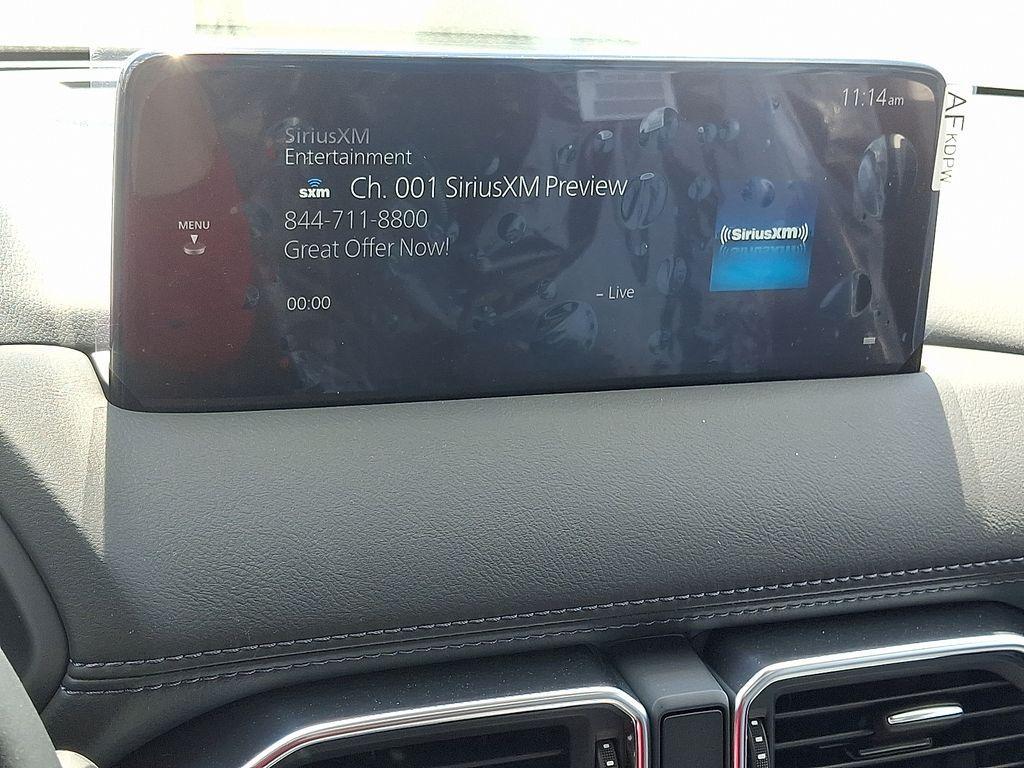 11:14am
SiriusXM
Entertainment
sxm Ch. 001 SiriusXM Preview
844-711-8800
Great Offer Now!
MENU
((SiriusXM))
00:00
– Live
AF KDPW